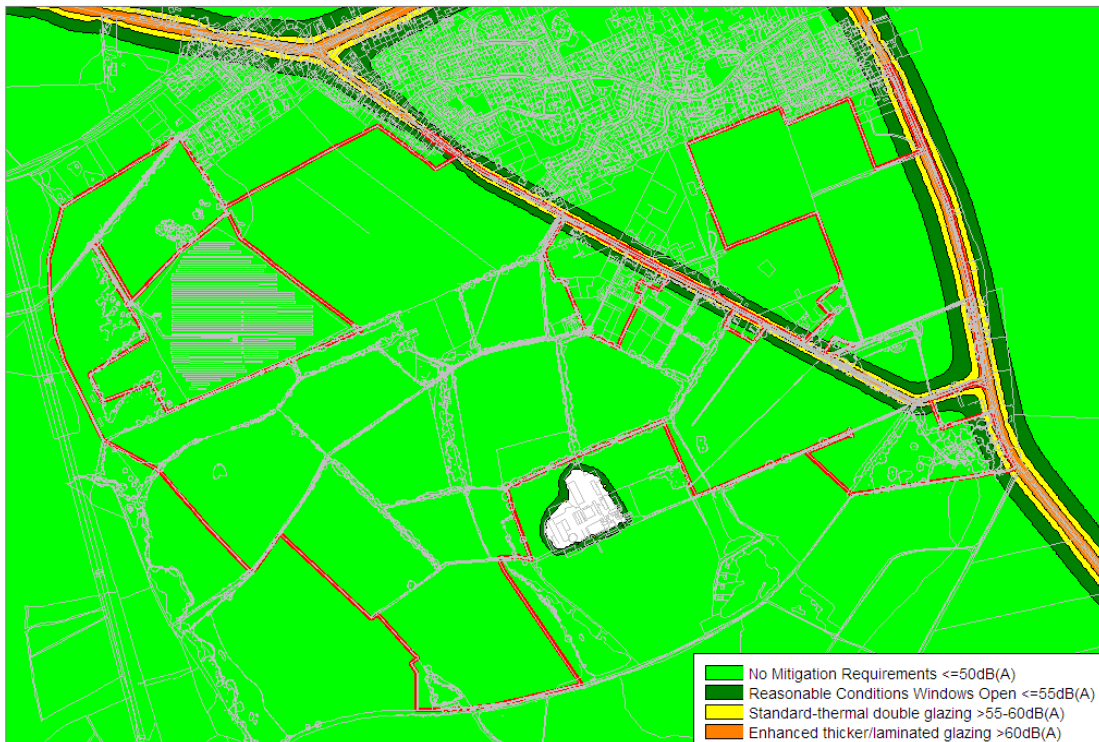 No Mitigation Requirements <=50dB(A)
Reasonable Conditions Windows Open <=55dB(A)
Standard-thermal double glazing >55-60dB(A)
Enhanced thicker/laminated glazing >60dB(A)